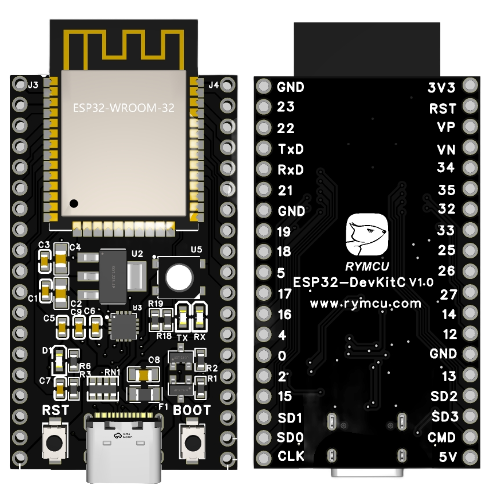 J3
J4
ESP32-WROOM-32
C3
C4
U2
U5
C1
C2
R19
C5
C9
C6
R18
TX
RX
D1
R6
R3
RN1
C8
R2
R1
C7
F1
RST
BOOT
GND
23
22
TxD
RxD
21
GND
19
18
5
17
16
4
0
2
15
SD1
SD0
CLK
3V3
RST
VP
VN
34
35
32
33
25
26
27
14
12
GND
13
SD2
SD3
CMD
5V
RYMCU
ESP32-DevKitC V1.0
www.ryimcu.com